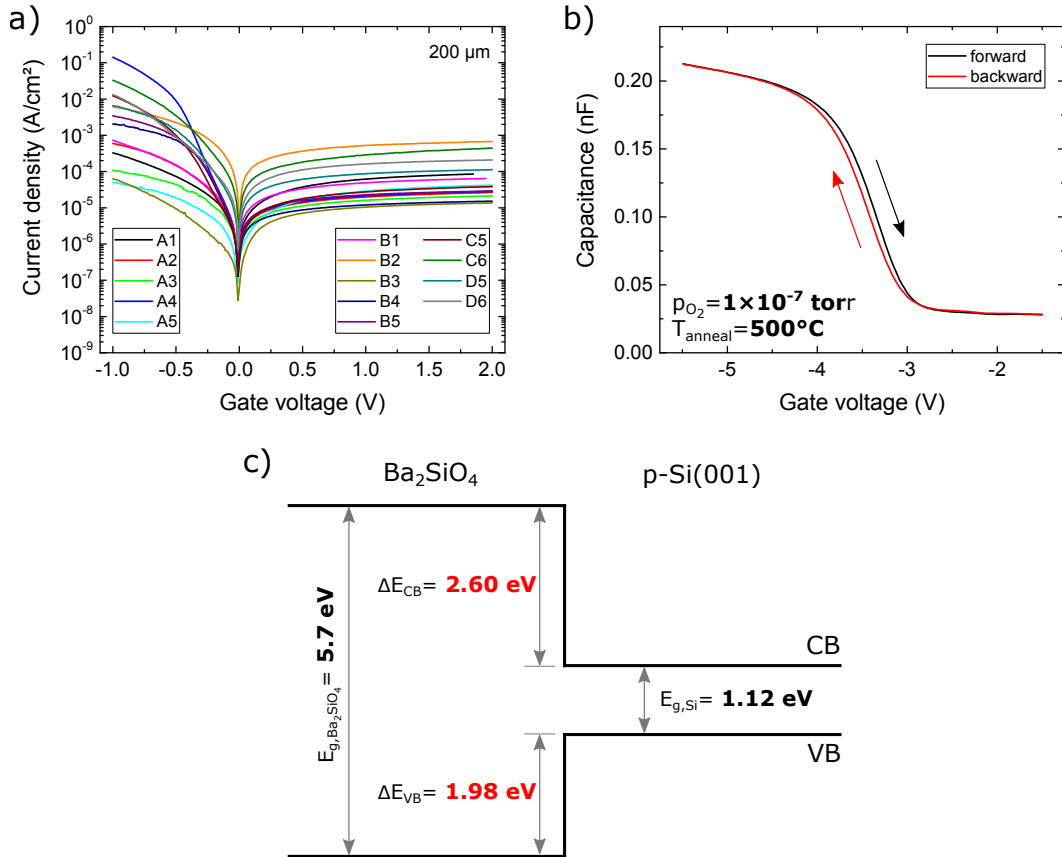 a)
200 µm
Current density (A/cm²)
10⁰
10⁻¹
10⁻²
10⁻³
10⁻⁴
10⁻⁵
10⁻⁶
10⁻⁷
10⁻⁸
10⁻⁹
A1
A2
A3
A4
A5
B1
B2
B3
B4
B5
C5
C6
D5
D6
-1.0 -0.5 0.0 0.5 1.0 1.5 2.0
Gate voltage (V)
b)
forward
backward
Capacitance (nF)
0.20
0.15
0.10
0.05
0.00
p_O₂=1×10⁻⁷ torr
T_anneal=500°C
-5 -4 -3 -2
Gate voltage (V)
c)
Ba₂SiO₄ p-Si(001)
E_g,Ba₂SiO₄= 5.7 eV
ΔE_CB= 2.60 eV
CB
E_g,Si= 1.12 eV
VB
ΔE_VB= 1.98 eV